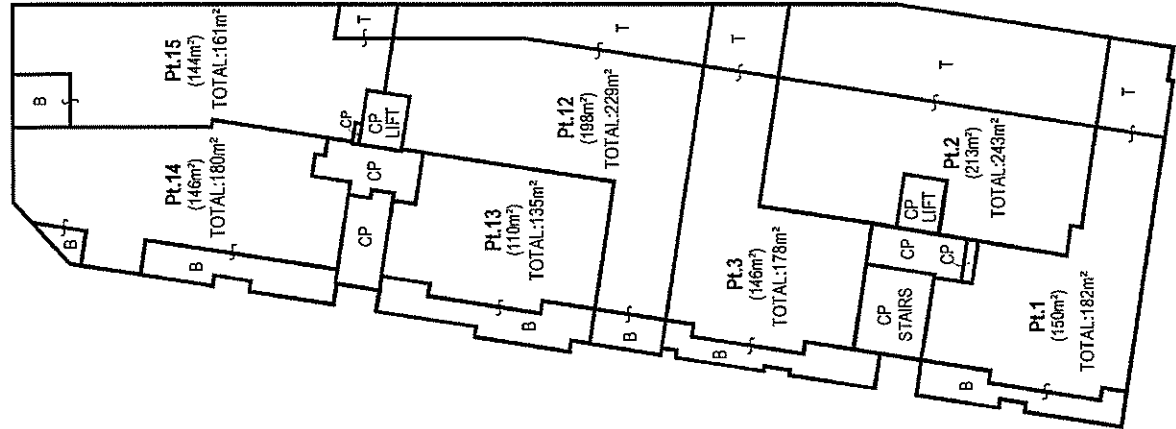 B
Pt.15
(144m²)
TOTAL:161m²
T
B
Pt.14
(146m²)
TOTAL:180m²
B
CP
CP
LIFT
CP
CP
Pt.12
(198m²)
TOTAL:229m²
T
Pt.13
(110m²)
TOTAL:135m²
B
B
T
Pt.3
(146m²)
TOTAL:178m²
B
Pt.2
(213m²)
TOTAL:243m²
T
CP
LIFT
CP
CP
CP
STAIRS
Pt.1
(150m²)
TOTAL:182m²
B
T